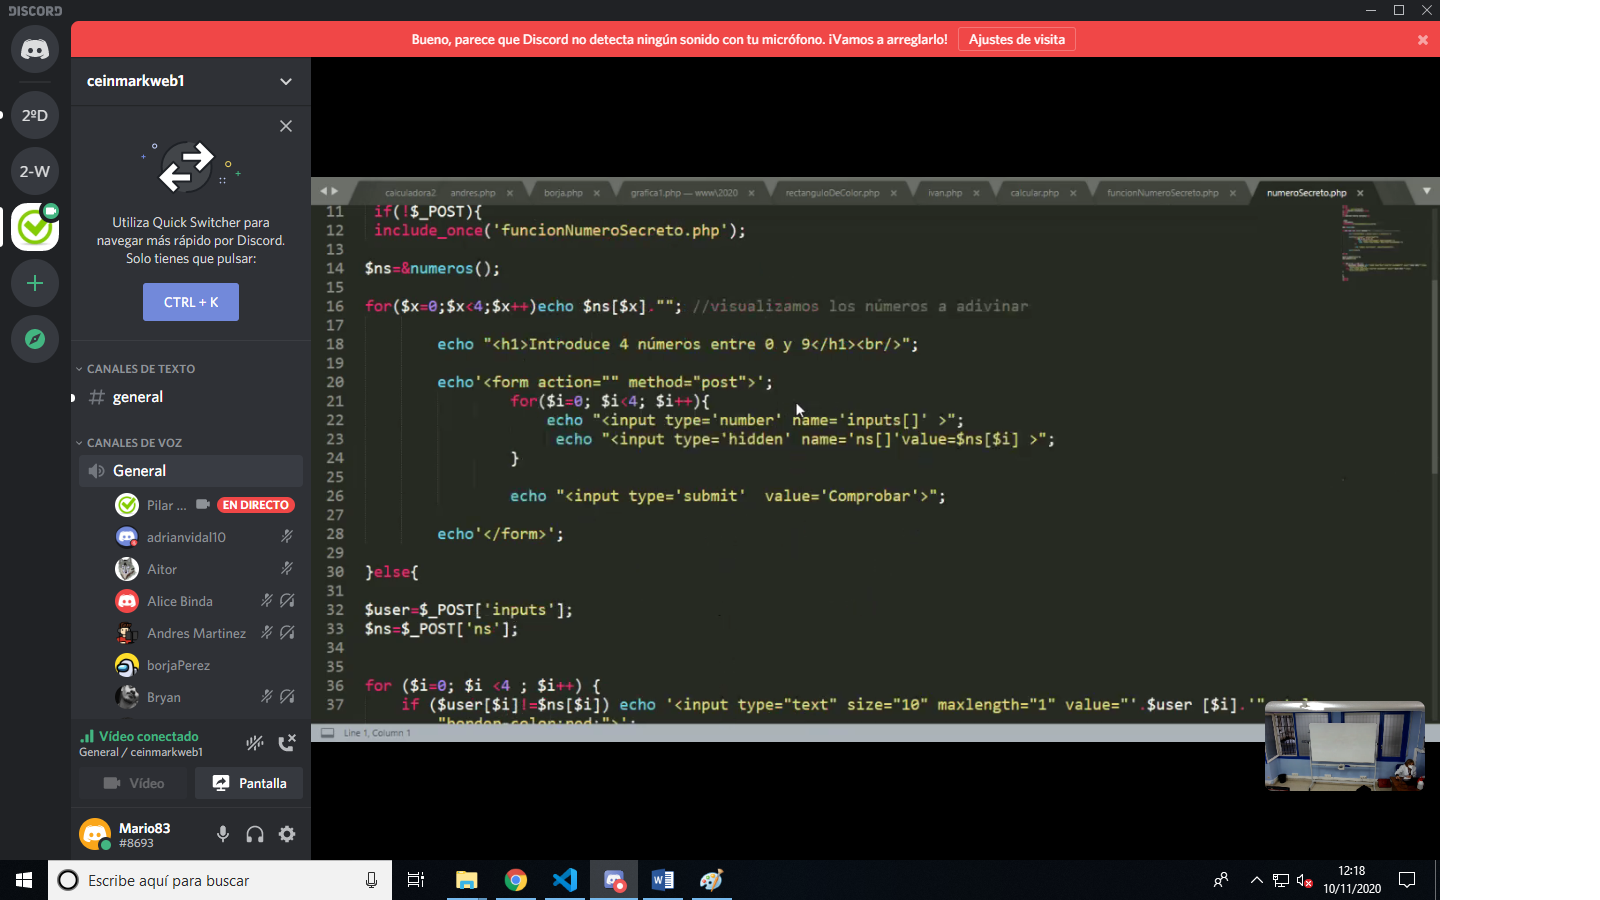 DISCORD
Bueno, parece que Discord no detecta ningún sonido con tu micrófono. ¡Vamos a arreglarlo! Ajustes de visita
ceinmarkweb1
2ºD
2-W
Utiliza Quick Switcher para
navegar más rápido por Discord.
Solo tienes que pulsar:
CTRL + K
CANALES DE TEXTO
# general
CANALES DE VOZ
General
Pilar ... EN DIRECTO
adrianvidal10
Aitor
Alice Binda
Andres Martinez
borjaPerez
Bryan
Vídeo conectado
General / ceinmarkweb1
Vídeo Pantalla
Mario83
#8693
calculadora2 andres.php borja.php grafica1.php — www\2020 rectanguloDeColor.php ivan.php calcular.php funcionNumeroSecreto.php numeroSecreto.php
11 if(!$_POST){
12 include_once('funcionNumeroSecreto.php');
13
14 $ns=&numeros();
15
16 for($x=0;$x<4;$x++)echo $ns[$x].""; //visualizamos los números a adivinar
17
18 echo "<h1>Introduce 4 números entre 0 y 9</h1><br/>";
19
20 echo'<form action="" method="post">';
21 for($i=0; $i<4; $i++){
22 echo "<input type='number' name='inputs[]' >";
23 echo "<input type='hidden' name='ns[]'value=$ns[$i] >";
24 }
25
26 echo "<input type='submit'  value='Comprobar'>";
27
28 echo'</form>';
29
30 }else{
31
32 $user=$_POST['inputs'];
33 $ns=$_POST['ns'];
34
35
36 for ($i=0; $i <4 ; $i++) {
37 if ($user[$i]!=$ns[$i]) echo '<input type="text" size="10" maxlength="1" value="'.$user [$i].'"
"border-color:red;">';
Line 1, Column 1
Escribe aquí para buscar
12:18
10/11/2020